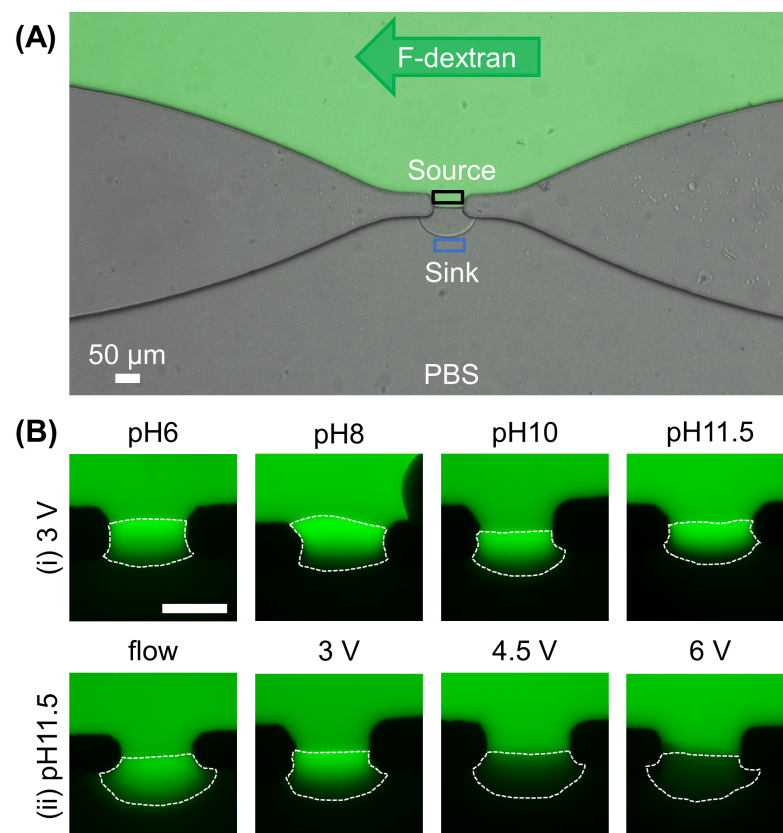 (A)
F-dextran
Source
Sink
50 μm
PBS
(B)
pH6 pH8 pH10 pH11.5
(i) 3 V
flow 3 V 4.5 V 6 V
(ii) pH11.5